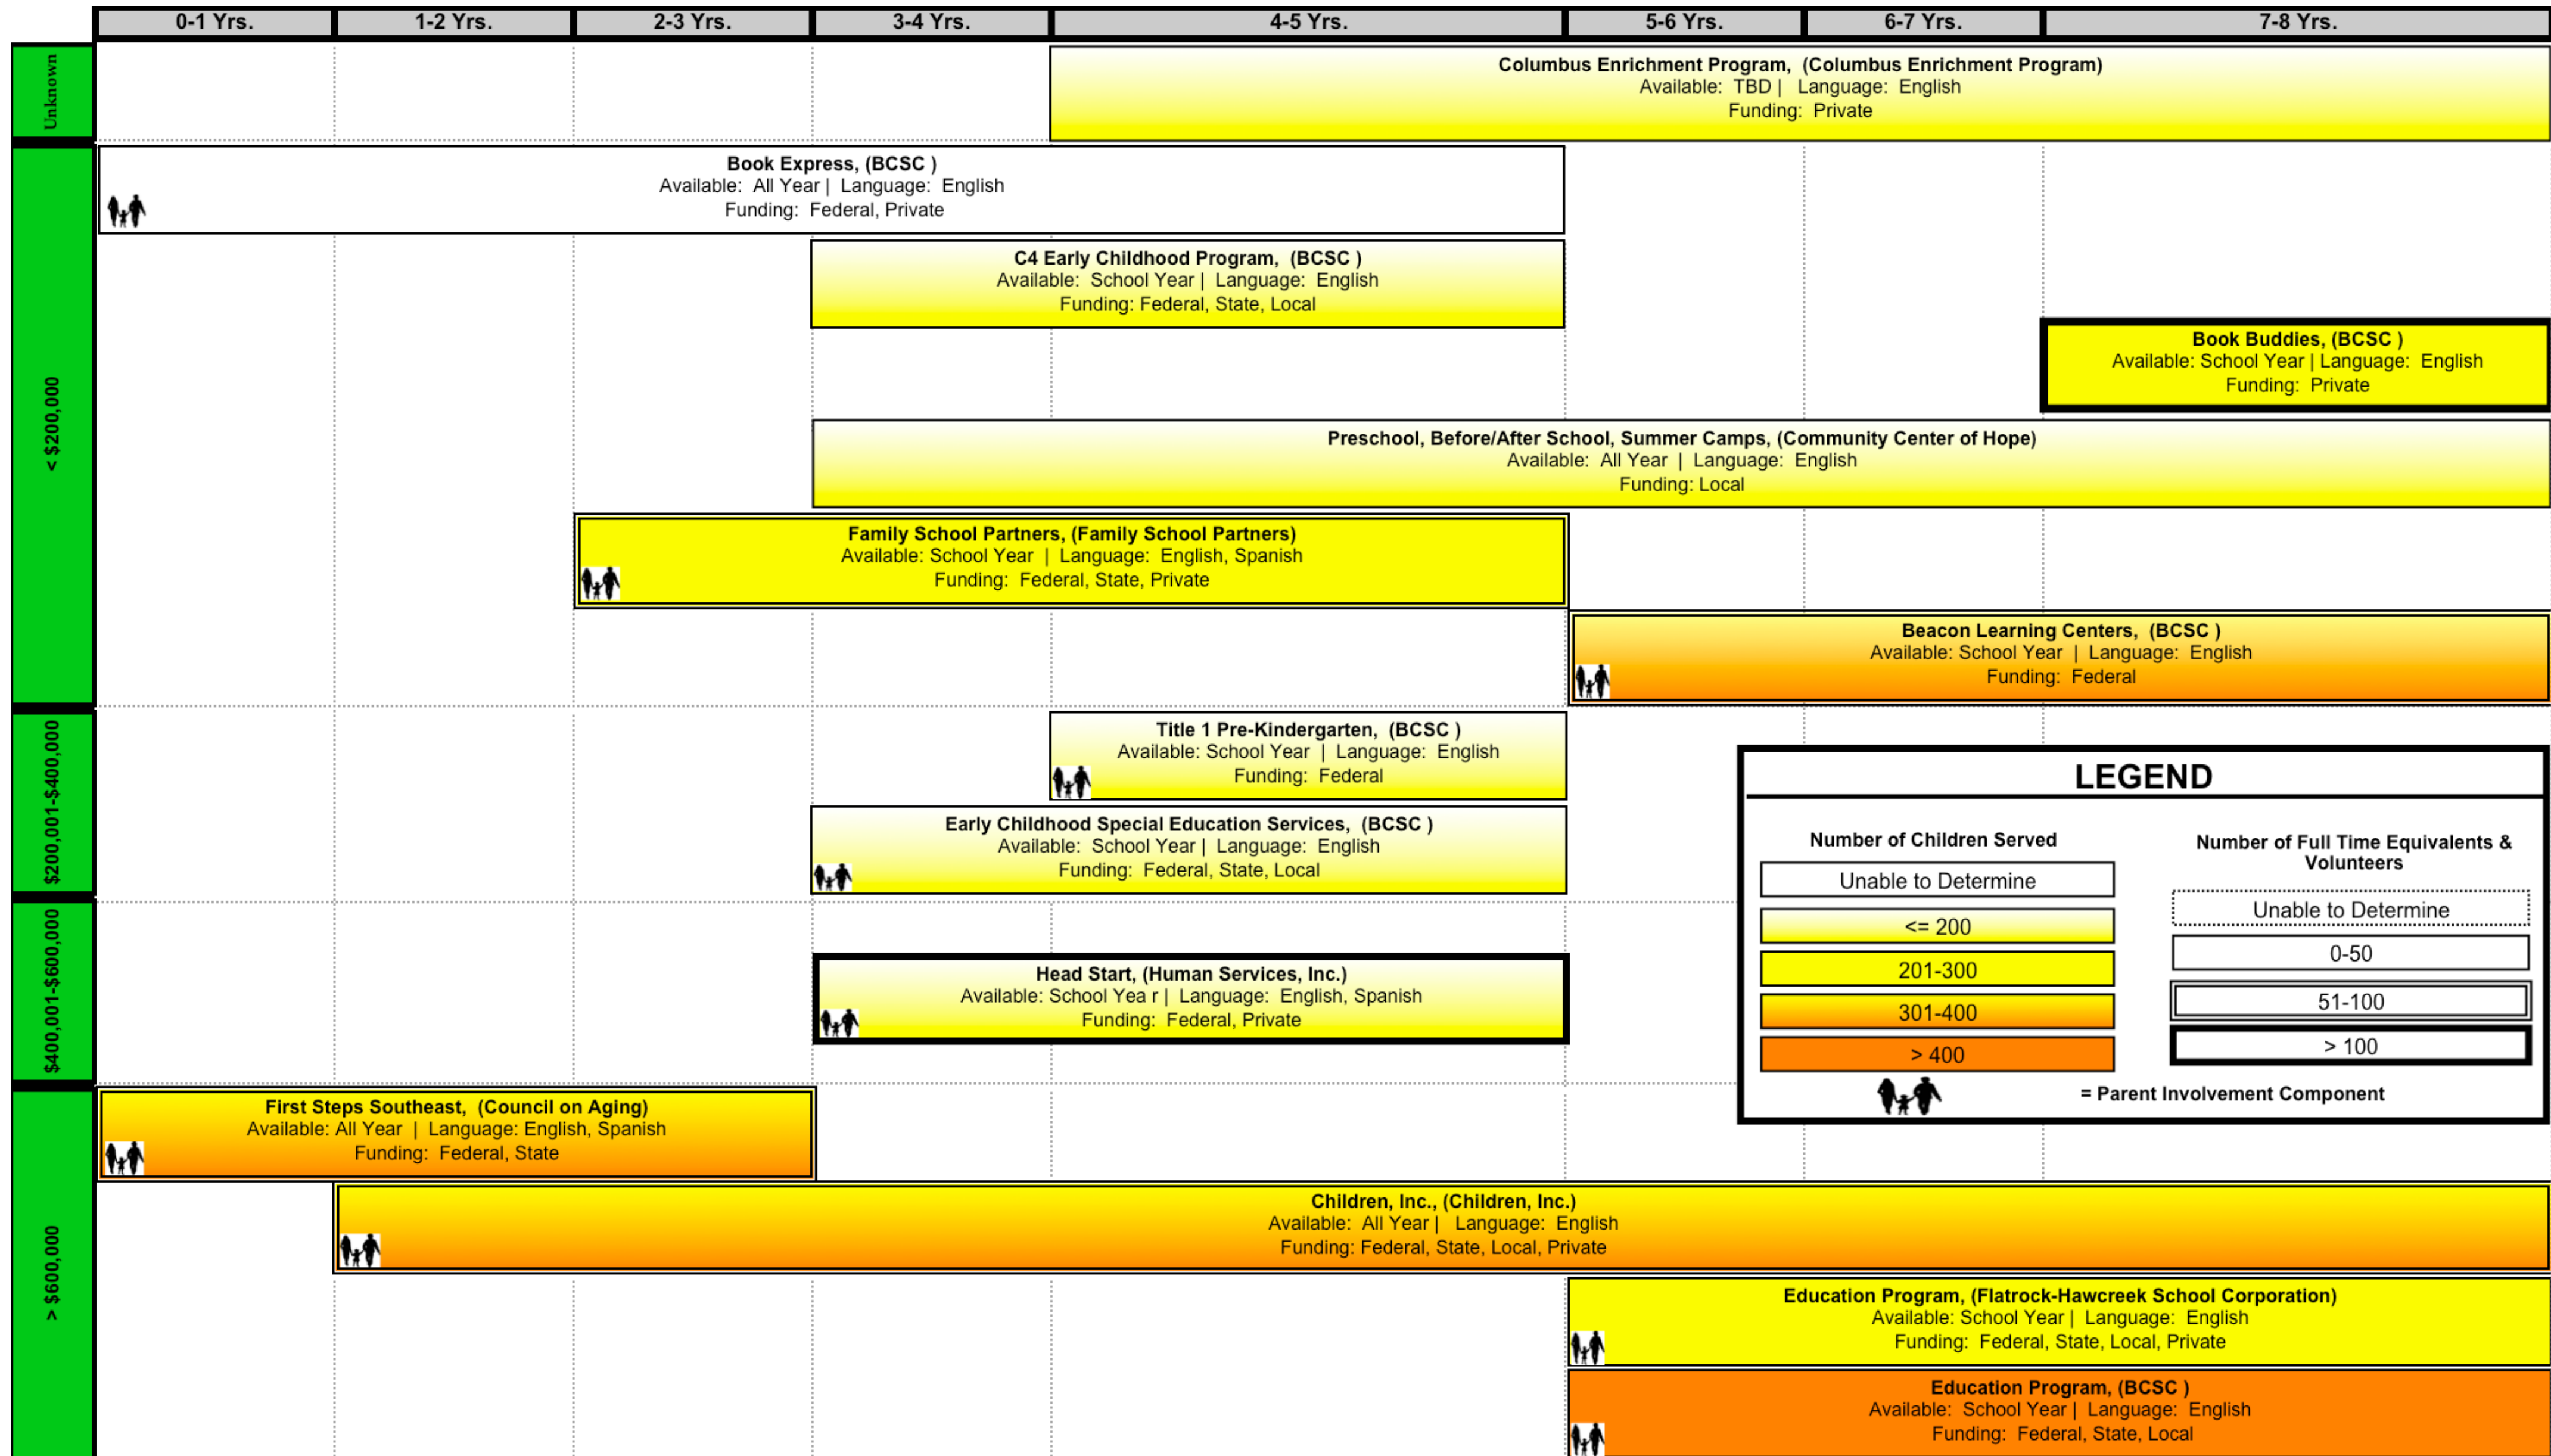 0-1 Yrs. 1-2 Yrs. 2-3 Yrs. 3-4 Yrs. 4-5 Yrs. 5-6 Yrs. 6-7 Yrs. 7-8 Yrs.
Unknown
Columbus Enrichment Program, (Columbus Enrichment Program)
Available: TBD | Language: English
Funding: Private
< $200,000
Book Express, (BCSC )
Available: All Year | Language: English
Funding: Federal, Private
C4 Early Childhood Program, (BCSC )
Available: School Year | Language: English
Funding: Federal, State, Local
Book Buddies, (BCSC )
Available: School Year | Language: English
Funding: Private
Preschool, Before/After School, Summer Camps, (Community Center of Hope)
Available: All Year | Language: English
Funding: Local
Family School Partners, (Family School Partners)
Available: School Year | Language: English, Spanish
Funding: Federal, State, Private
Beacon Learning Centers, (BCSC )
Available: School Year | Language: English
Funding: Federal
$200,001-$400,000
Title 1 Pre-Kindergarten, (BCSC )
Available: School Year | Language: English
Funding: Federal
Early Childhood Special Education Services, (BCSC )
Available: School Year | Language: English
Funding: Federal, State, Local
$400,001-$600,000
Head Start, (Human Services, Inc.)
Available: School Yea r | Language: English, Spanish
Funding: Federal, Private
> $600,000
First Steps Southeast, (Council on Aging)
Available: All Year | Language: English, Spanish
Funding: Federal, State
Children, Inc., (Children, Inc.)
Available: All Year | Language: English
Funding: Federal, State, Local, Private
Education Program, (Flatrock-Hawcreek School Corporation)
Available: School Year | Language: English
Funding: Federal, State, Local, Private
Education Program, (BCSC )
Available: School Year | Language: English
Funding: Federal, State, Local
LEGEND
Number of Children Served
Unable to Determine
<= 200
201-300
301-400
> 400
Number of Full Time Equivalents &
Volunteers
Unable to Determine
0-50
51-100
> 100
= Parent Involvement Component